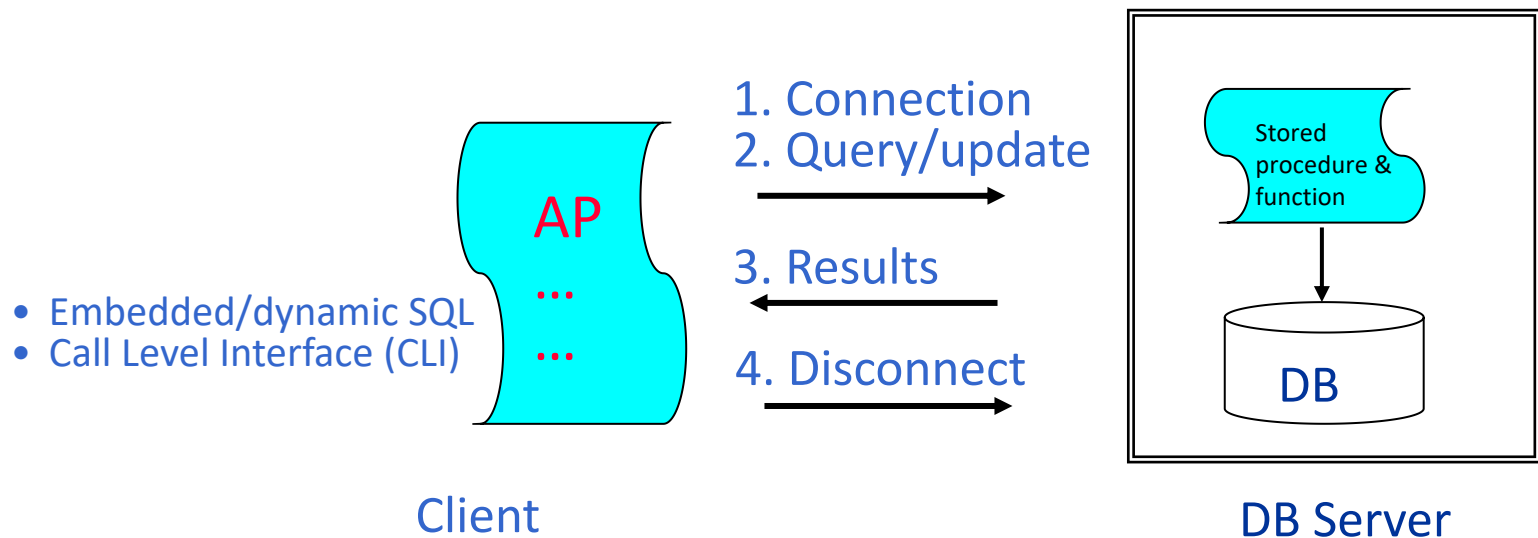 1. Connection
2. Query/update
3. Results
4. Disconnect
AP
...
...
• Embedded/dynamic SQL
• Call Level Interface (CLI)
Client
Stored
procedure &
function
DB
DB Server